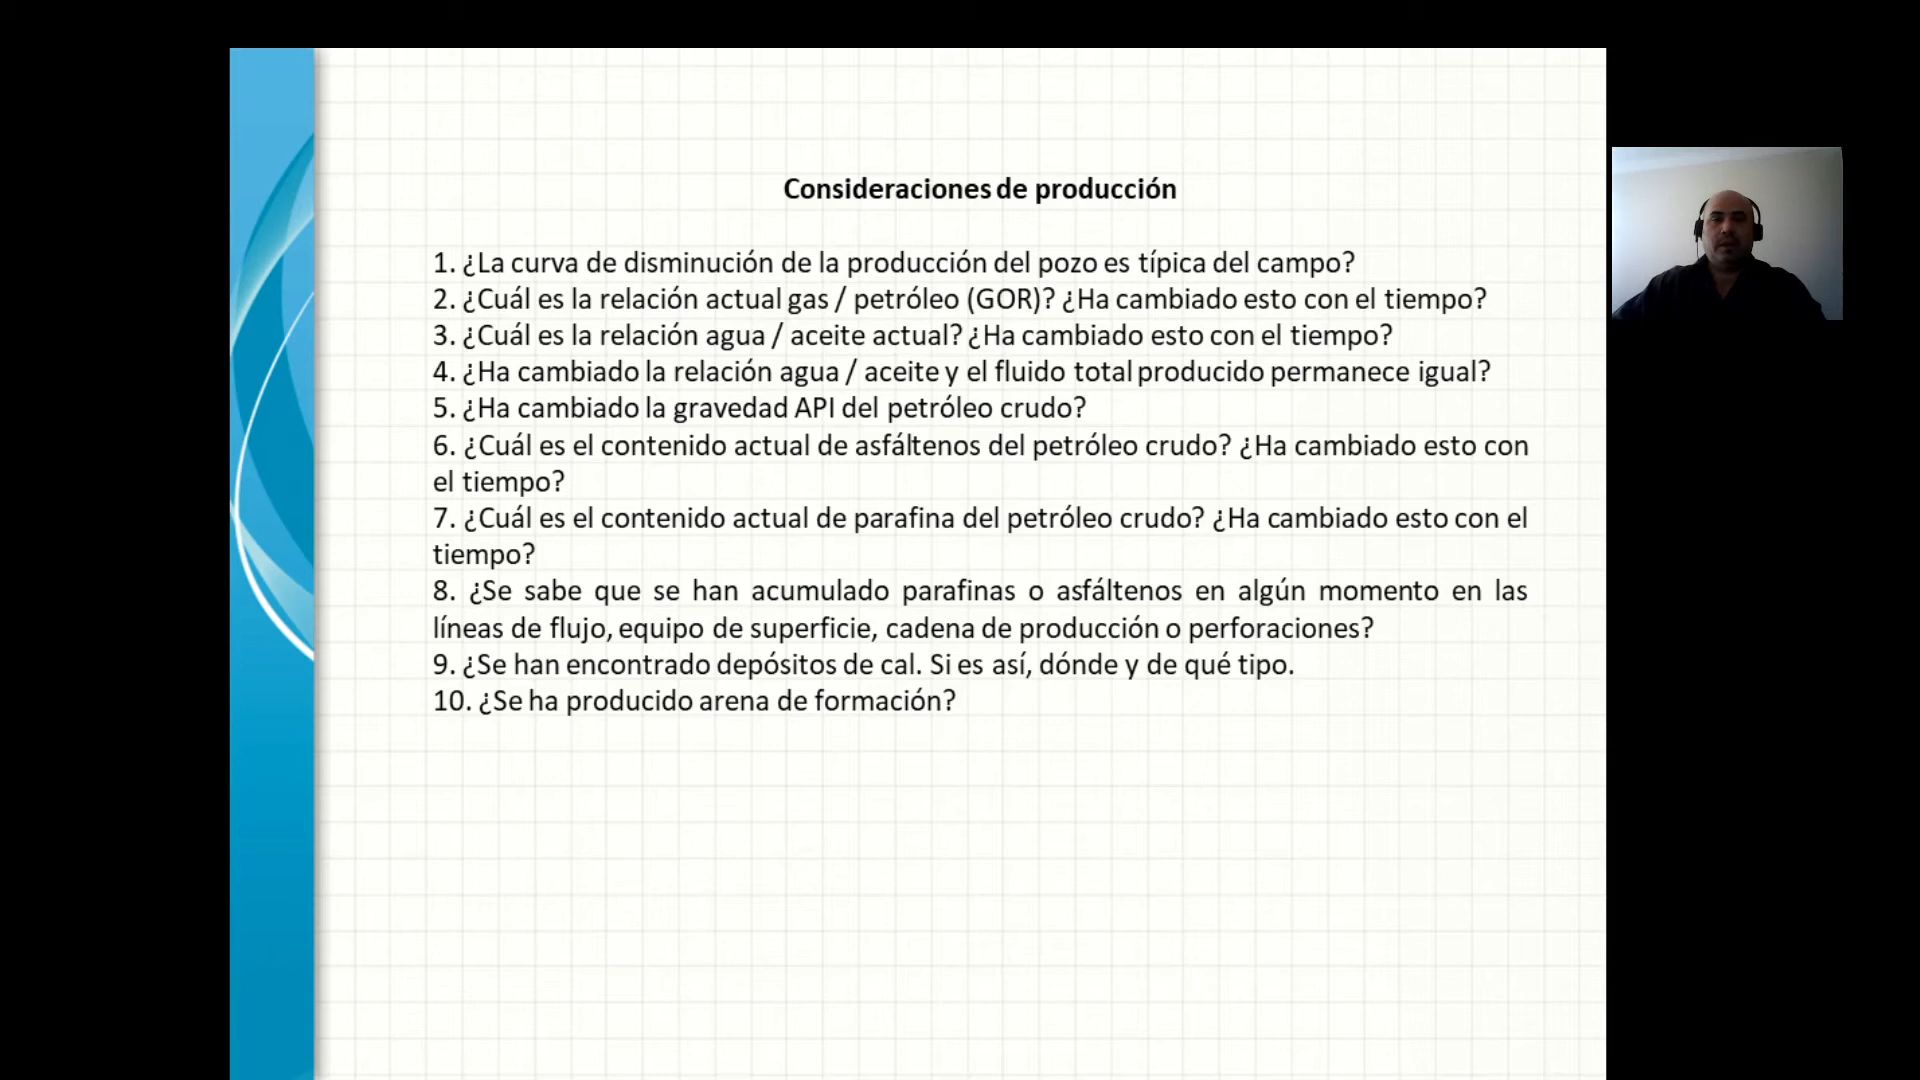 Consideraciones de producción
1. ¿La curva de disminución de la producción del pozo es típica del campo?
2. ¿Cuál es la relación actual gas / petróleo (GOR)? ¿Ha cambiado esto con el tiempo?
3. ¿Cuál es la relación agua / aceite actual? ¿Ha cambiado esto con el tiempo?
4. ¿Ha cambiado la relación agua / aceite y el fluido total producido permanece igual?
5. ¿Ha cambiado la gravedad API del petróleo crudo?
6. ¿Cuál es el contenido actual de asfáltenos del petróleo crudo? ¿Ha cambiado esto con
el tiempo?
7. ¿Cuál es el contenido actual de parafina del petróleo crudo? ¿Ha cambiado esto con el
tiempo?
8. ¿Se sabe que se han acumulado parafinas o asfáltenos en algún momento en las
líneas de flujo, equipo de superficie, cadena de producción o perforaciones?
9. ¿Se han encontrado depósitos de cal. Si es así, dónde y de qué tipo.
10. ¿Se ha producido arena de formación?